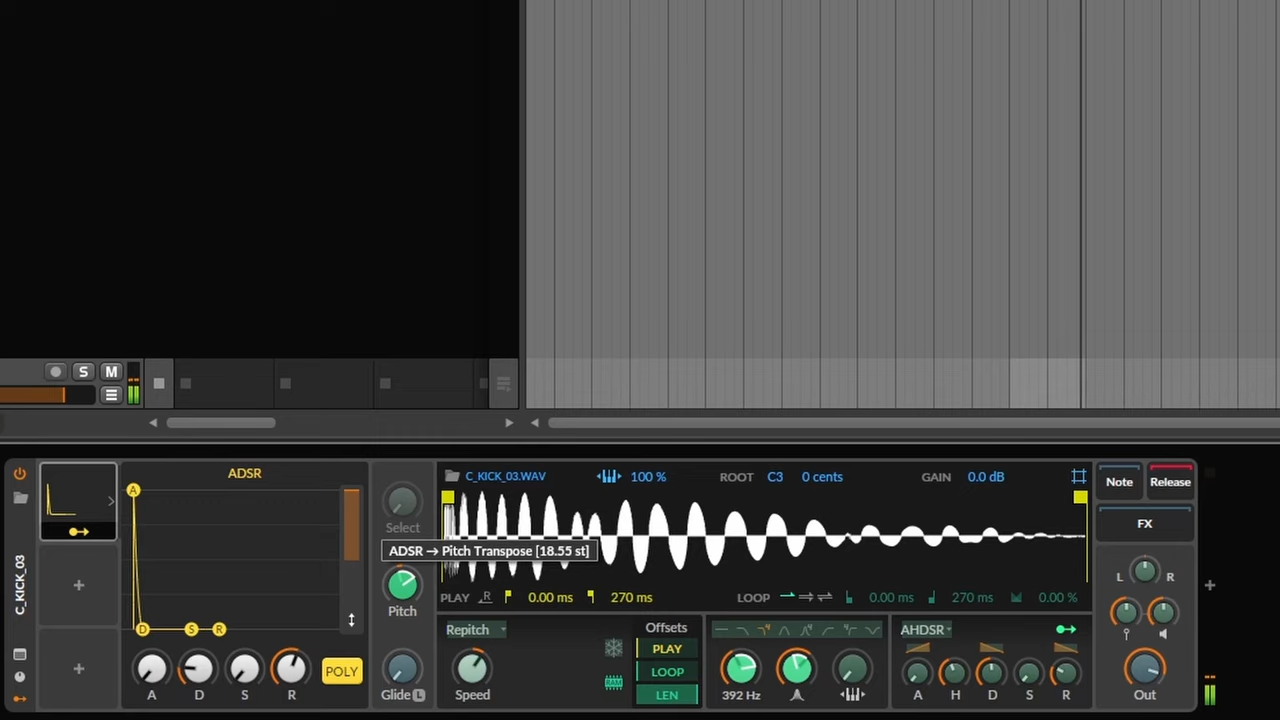 S M
ADSR
C_KICK_03.WAV 100 % ROOT C3 0 cents GAIN 0.0 dB
Note Release
A
Select
FX
ADSR → Pitch Transpose [18.55 st]
C_KICK_03
L R
Pitch
PLAY R 0.00 ms 270 ms LOOP 0.00 ms 270 ms 0.00 %
D S R
Repitch Offsets AHDSR
PLAY
POLY
LOOP
RAM
A D S R Glide L Speed LEN 392 Hz A H D S R Out